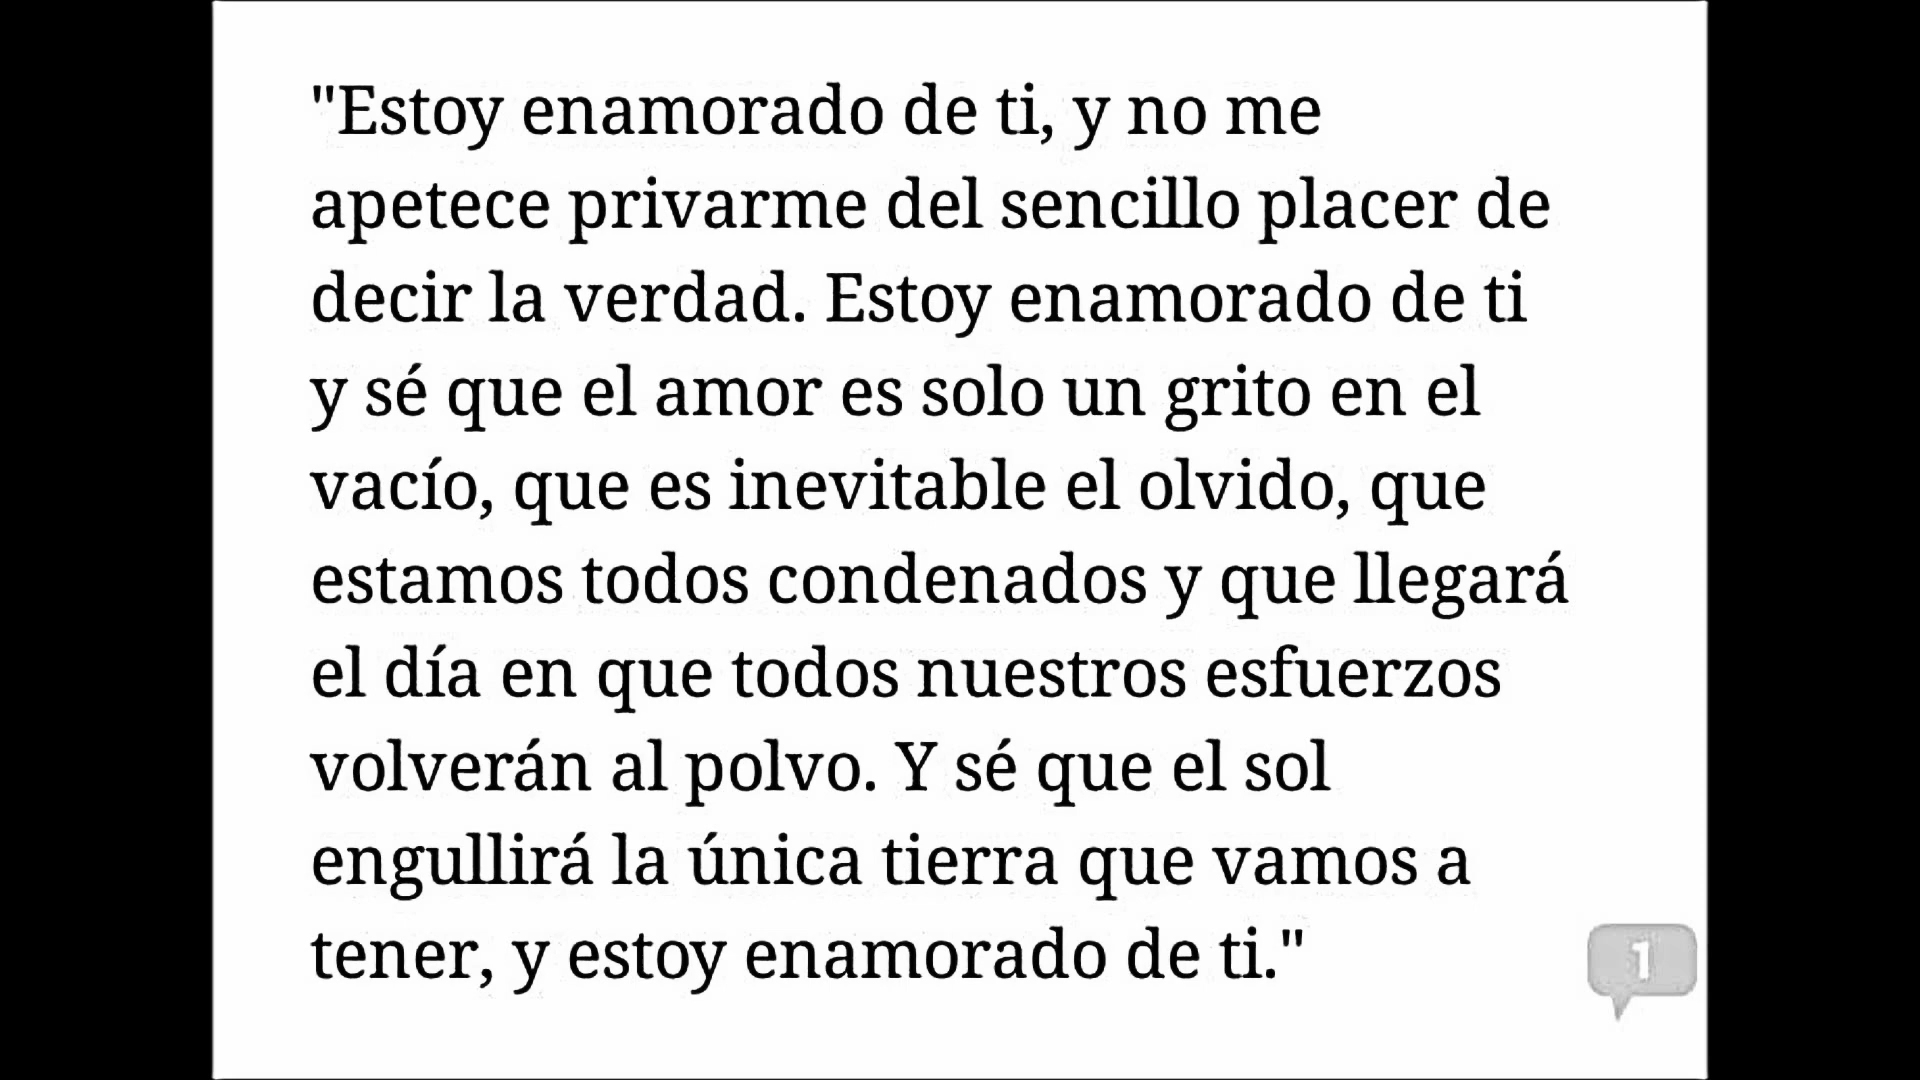 "Estoy enamorado de ti, y no me
apetece privarme del sencillo placer de
decir la verdad. Estoy enamorado de ti
y sé que el amor es solo un grito en el
vacío, que es inevitable el olvido, que
estamos todos condenados y que llegará
el día en que todos nuestros esfuerzos
volverán al polvo. Y sé que el sol
engullirá la única tierra que vamos a
tener, y estoy enamorado de ti."
1